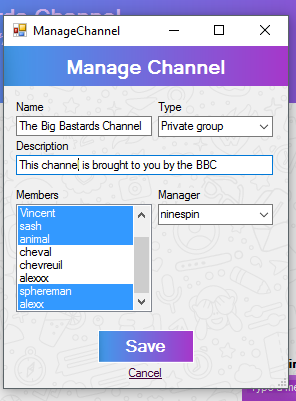 Bastards Channel
ManageChannel
Manage Channel
Name
Type
The Big Bastards Channel
Private group
Description
This channel is brought to you by the BBC
Members
Manager
Vincent
ninespin
sash
animal
cheval
chevreuil
alexxx
sphereman
alexx
Save
Cancel
Type a me